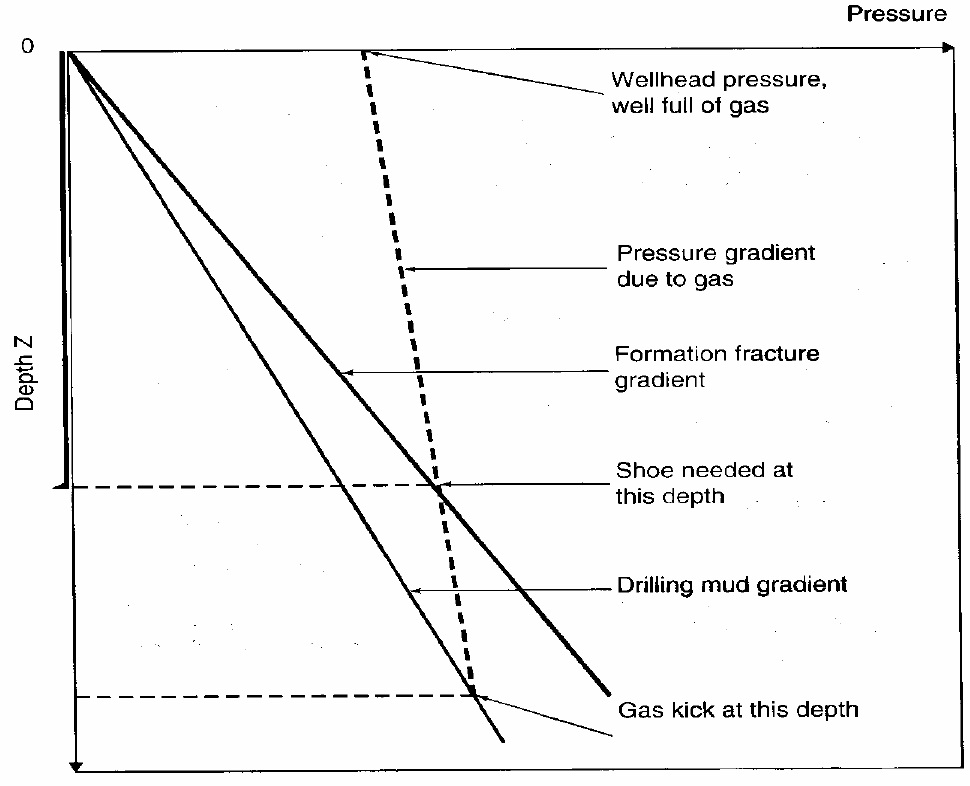 Pressure
0
Wellhead pressure,
well full of gas
Pressure gradient
due to gas
Depth Z
Formation fracture
gradient
Shoe needed at
this depth
Drilling mud gradient
Gas kick at this depth